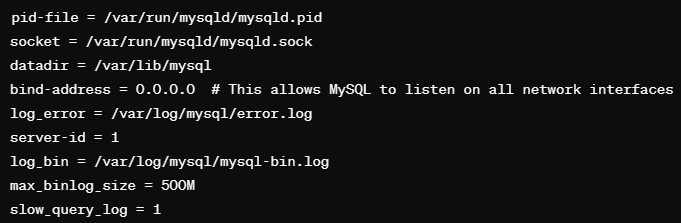 pid-file = /var/run/mysqld/mysqld.pid
socket = /var/run/mysqld/mysqld.sock
datadir = /var/lib/mysql
bind-address = 0.0.0.0  # This allows MySQL to listen on all network interfaces
log_error = /var/log/mysql/error.log
server-id = 1
log_bin = /var/log/mysql/mysql-bin.log
max_binlog_size = 500M
slow_query_log = 1